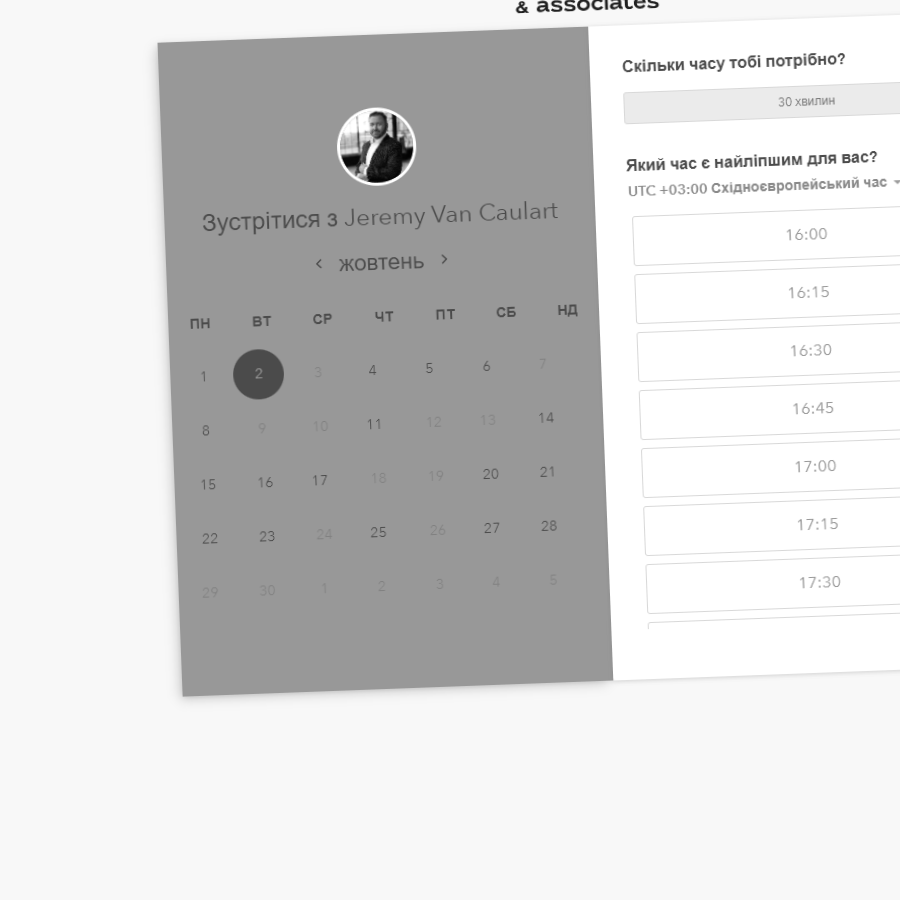 & associates
Зустрітися з Jeremy Van Caulart
жовтень
ПН ВТ СР ЧТ ПТ СБ НД
1 2 3 4 5 6 7
8 9 10 11 12 13 14
15 16 17 18 19 20 21
22 23 24 25 26 27 28
29 30 1 2 3 4 5
Скільки часу тобі потрібно?
30 хвилин
Який час є найліпшим для вас?
UTC +03:00 Східноєвропейський час
16:00
16:15
16:30
16:45
17:00
17:15
17:30